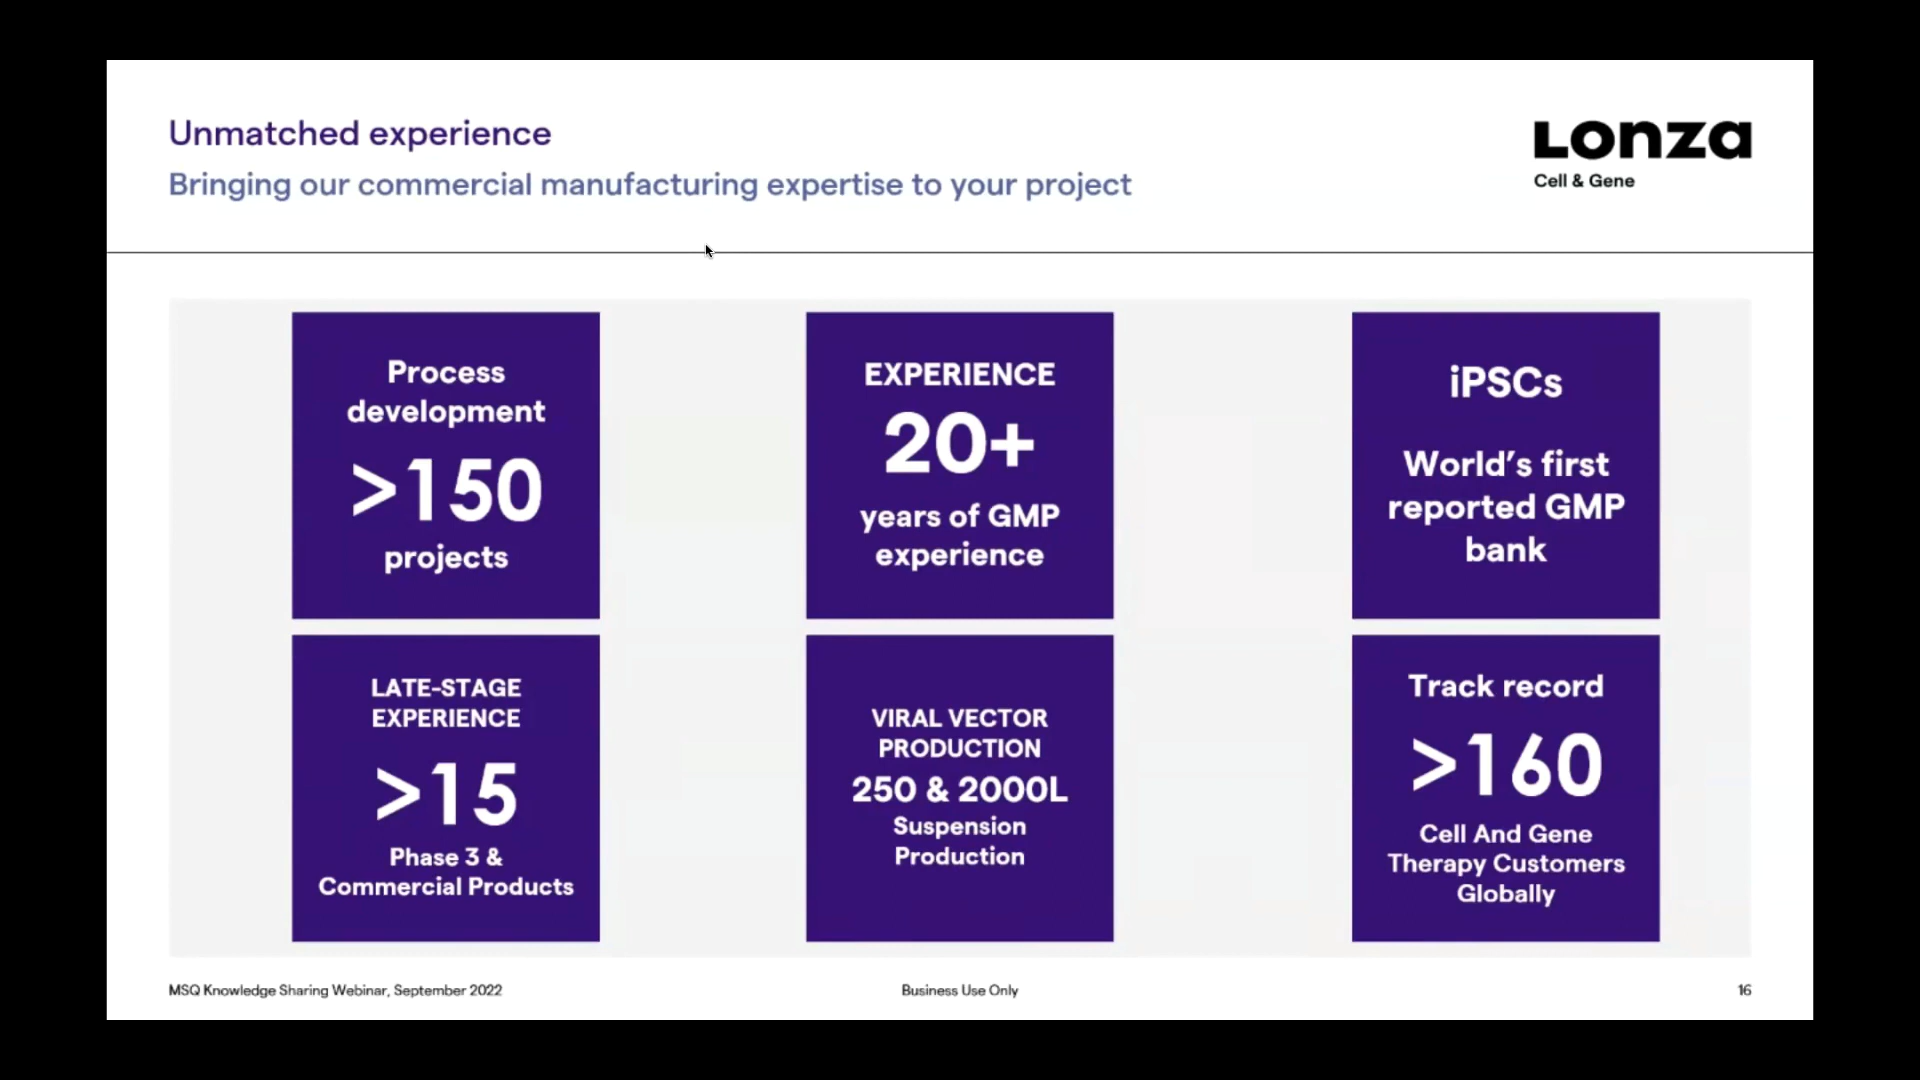 Unmatched experience
Bringing our commercial manufacturing expertise to your project
Lonza
Cell & Gene
Process
development
>150
projects
EXPERIENCE
20+
years of GMP
experience
iPSCs
World’s first
reported GMP
bank
LATE-STAGE
EXPERIENCE
>15
Phase 3 &
Commercial Products
VIRAL VECTOR
PRODUCTION
250 & 2000L
Suspension
Production
Track record
>160
Cell And Gene
Therapy Customers
Globally
MSQ Knowledge Sharing Webinar, September 2022
Business Use Only
16